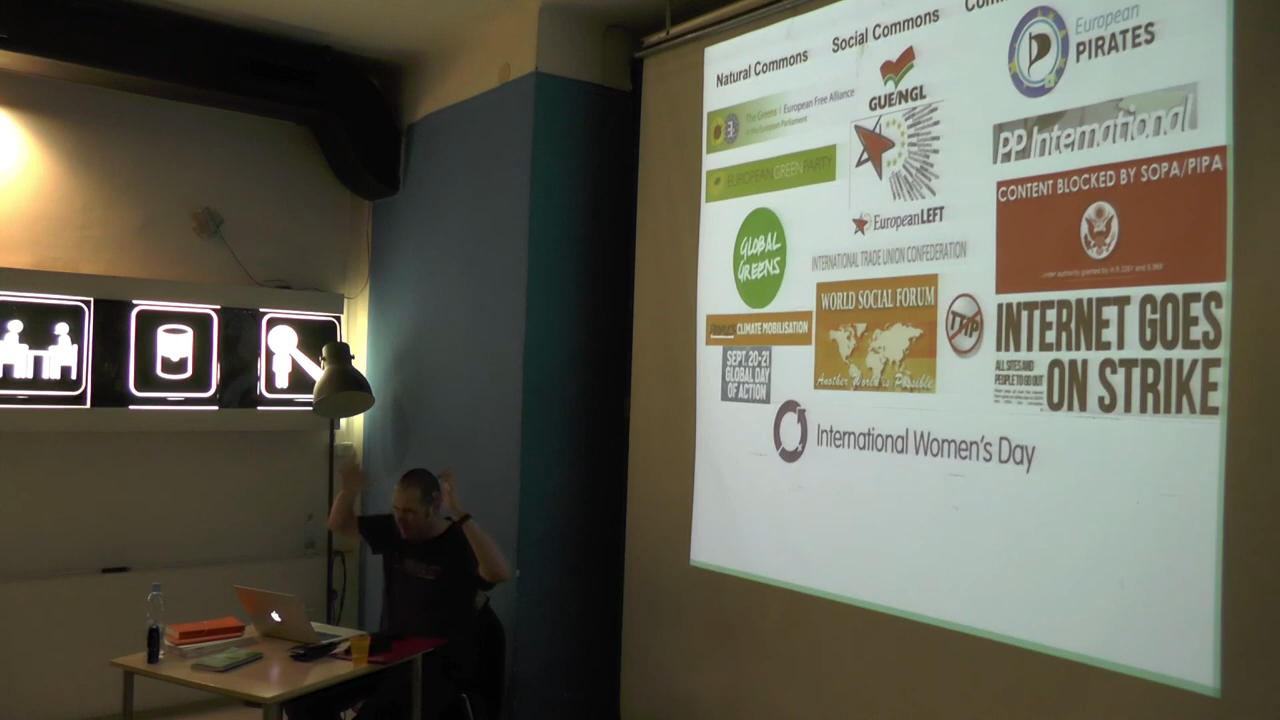 Natural Commons
Social Commons
The Greens | European Free Alliance
in the European Parliament
EUROPEAN GREEN PARTY
GLOBAL
GREENS
CLIMATE MOBILISATION
SEPT. 20-21
GLOBAL DAY
OF ACTION
GUE/NGL
European LEFT
INTERNATIONAL TRADE UNION CONFEDERATION
WORLD SOCIAL FORUM
Another World is Possible
TTIP
European
PIRATES
PP International
CONTENT BLOCKED BY SOPA/PIPA
INTERNET GOES
ALL SITES AND
PEOPLE TO GO OUT
ON STRIKE
International Women's Day